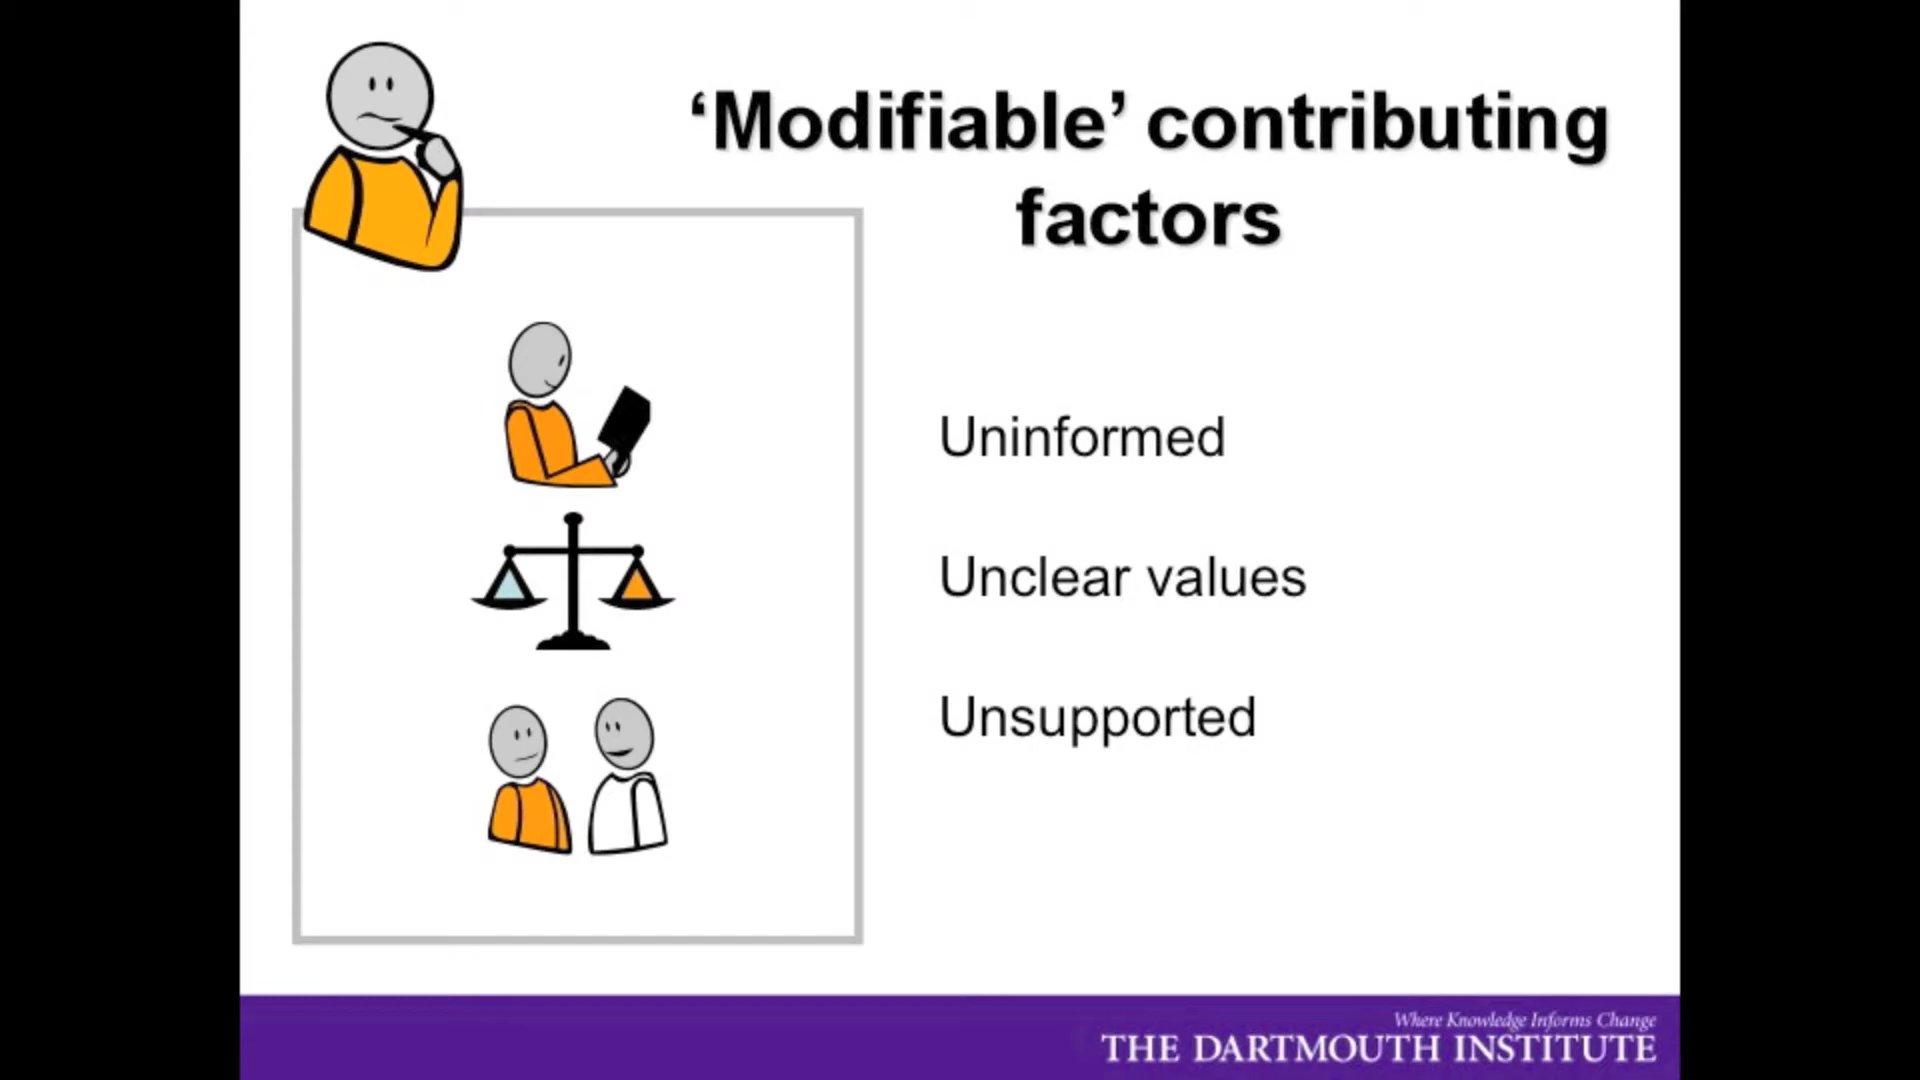 ‘Modifiable’ contributing
factors
Uninformed
Unclear values
Unsupported
Where Knowledge Informs Change
THE DARTMOUTH INSTITUTE